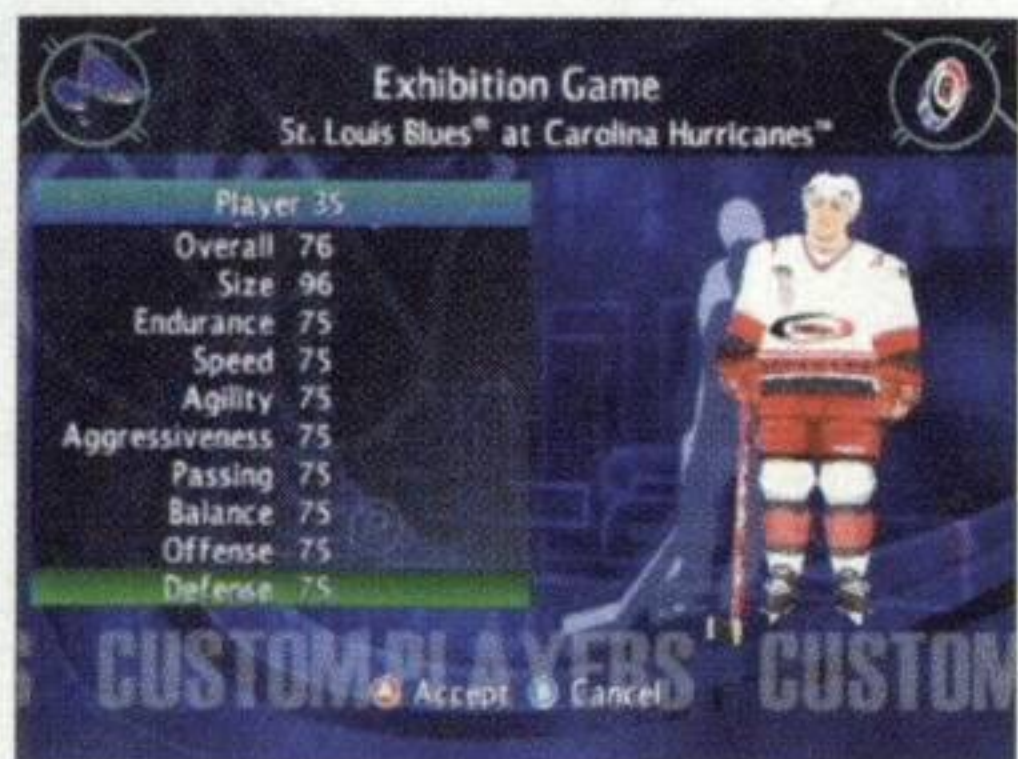 Exhibition Game
St. Louis Blues® at Carolina Hurricanes™
Player 35
Overall 76
Size 96
Endurance 75
Speed 75
Agility 75
Aggressiveness 75
Passing 75
Balance 75
Offense 75
Defense 75
S CUSTOM PLAYERS CUSTOM
A Accept B Cancel